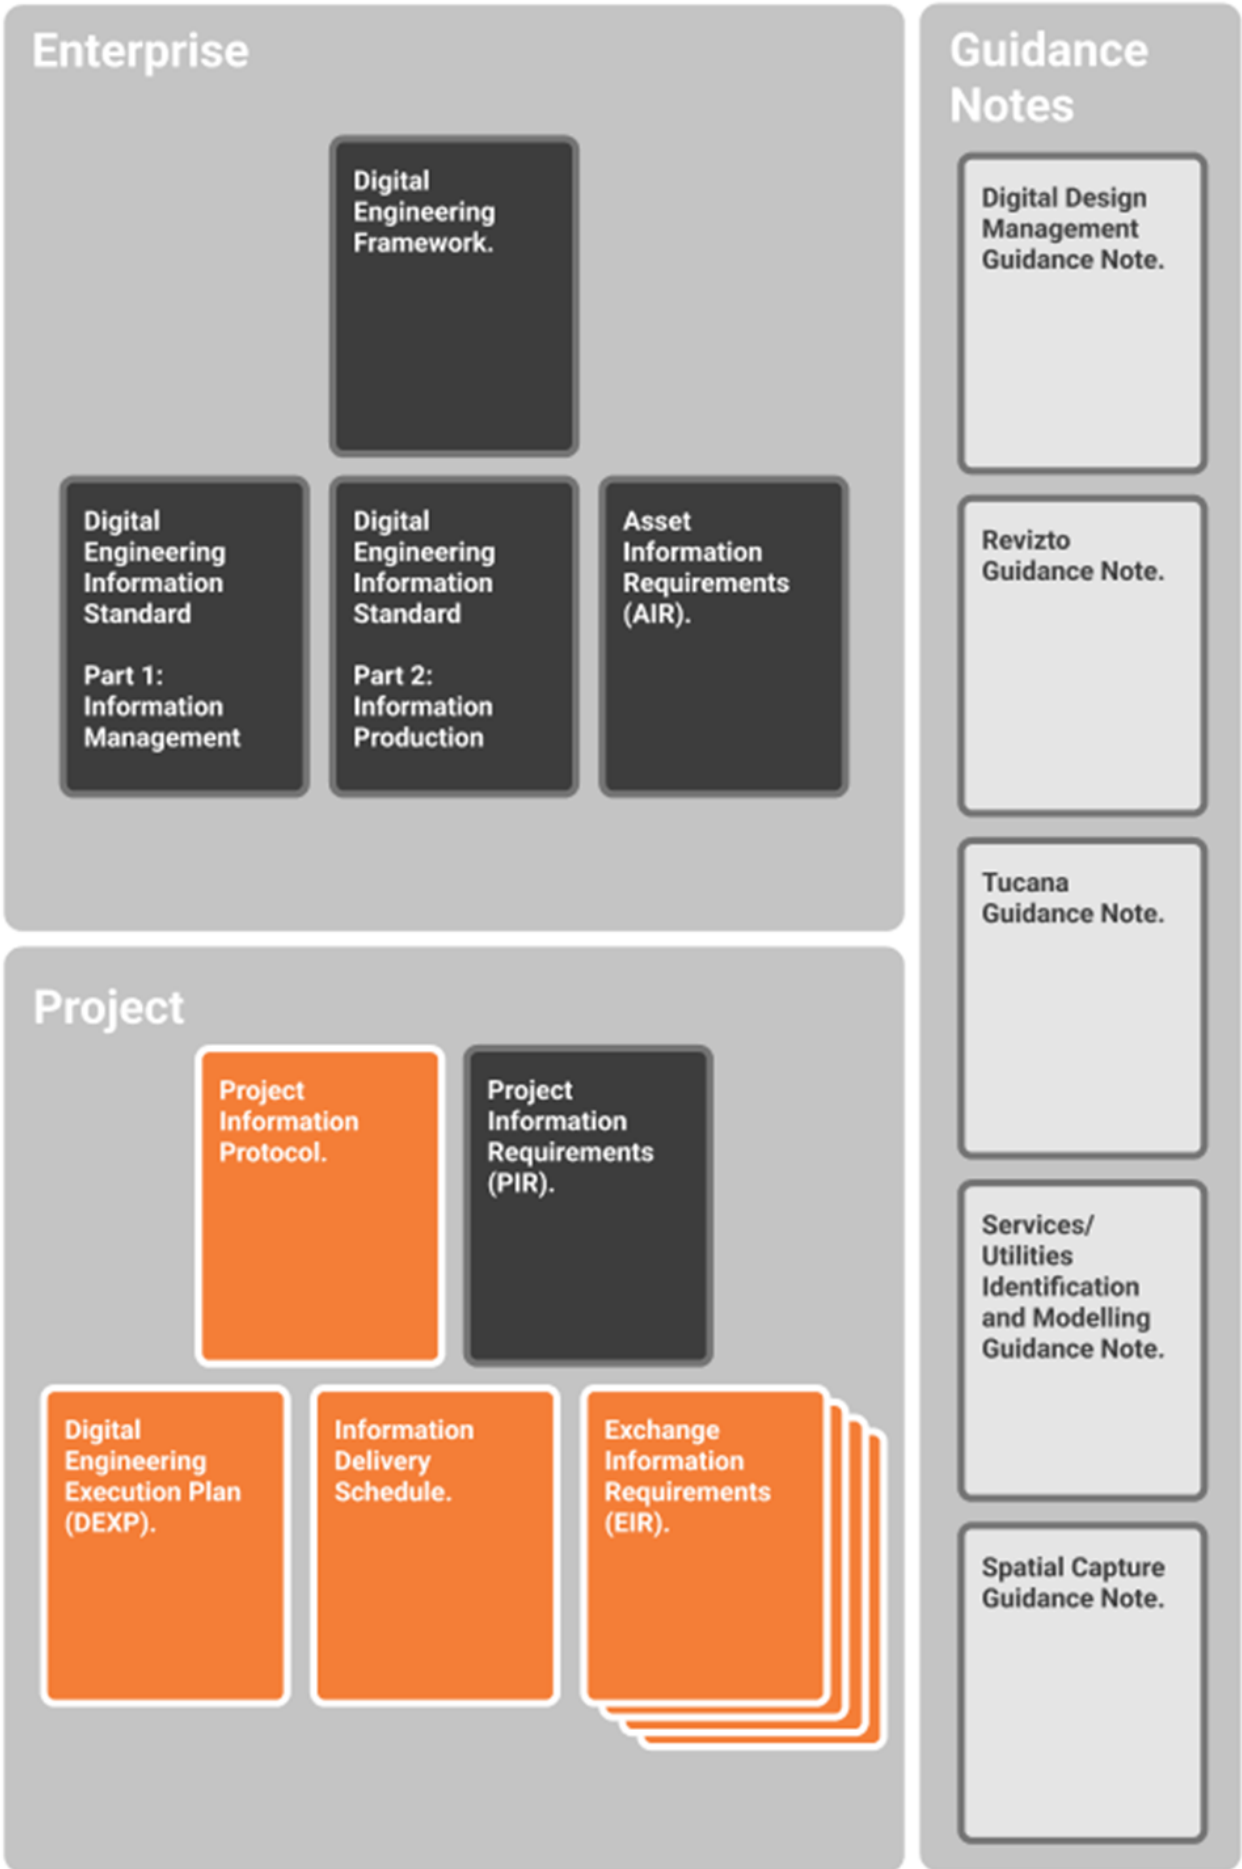 Enterprise
Digital
Engineering
Framework.
Digital
Engineering
Information
Standard
Part 1:
Information
Management
Digital
Engineering
Information
Standard
Part 2:
Information
Production
Asset
Information
Requirements
(AIR).
Project
Project
Information
Protocol.
Project
Information
Requirements
(PIR).
Digital
Engineering
Execution Plan
(DEXP).
Information
Delivery
Schedule.
Exchange
Information
Requirements
(EIR).
Guidance
Notes
Digital Design
Management
Guidance Note.
Revizto
Guidance Note.
Tucana
Guidance Note.
Services/
Utilities
Identification
and Modelling
Guidance Note.
Spatial Capture
Guidance Note.